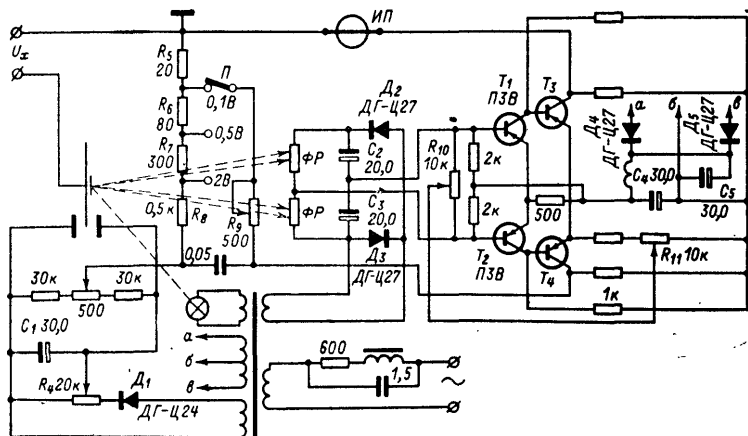 ИП
Uх
R5
20
П
0,1В
R6
80
0,5В
R7
300
2В
0,5к
R8
R9
500
0,05
ФР
ФР
Д2
ДГ-Ц27
C2
20,0
C3
20,0
Д3
ДГ-Ц27
R10
10к
T1
П3В
T3
2к
2к
500
T2
П3В
T4
Д4
ДГ-Ц27
а
б
в
Д5
ДГ-Ц27
C4 30,0
C5
30,0
R11 10к
1к
30к
500
30к
C1 30,0
R4 20к
Д1
ДГ-Ц24
а
б
в
600
1,5
~